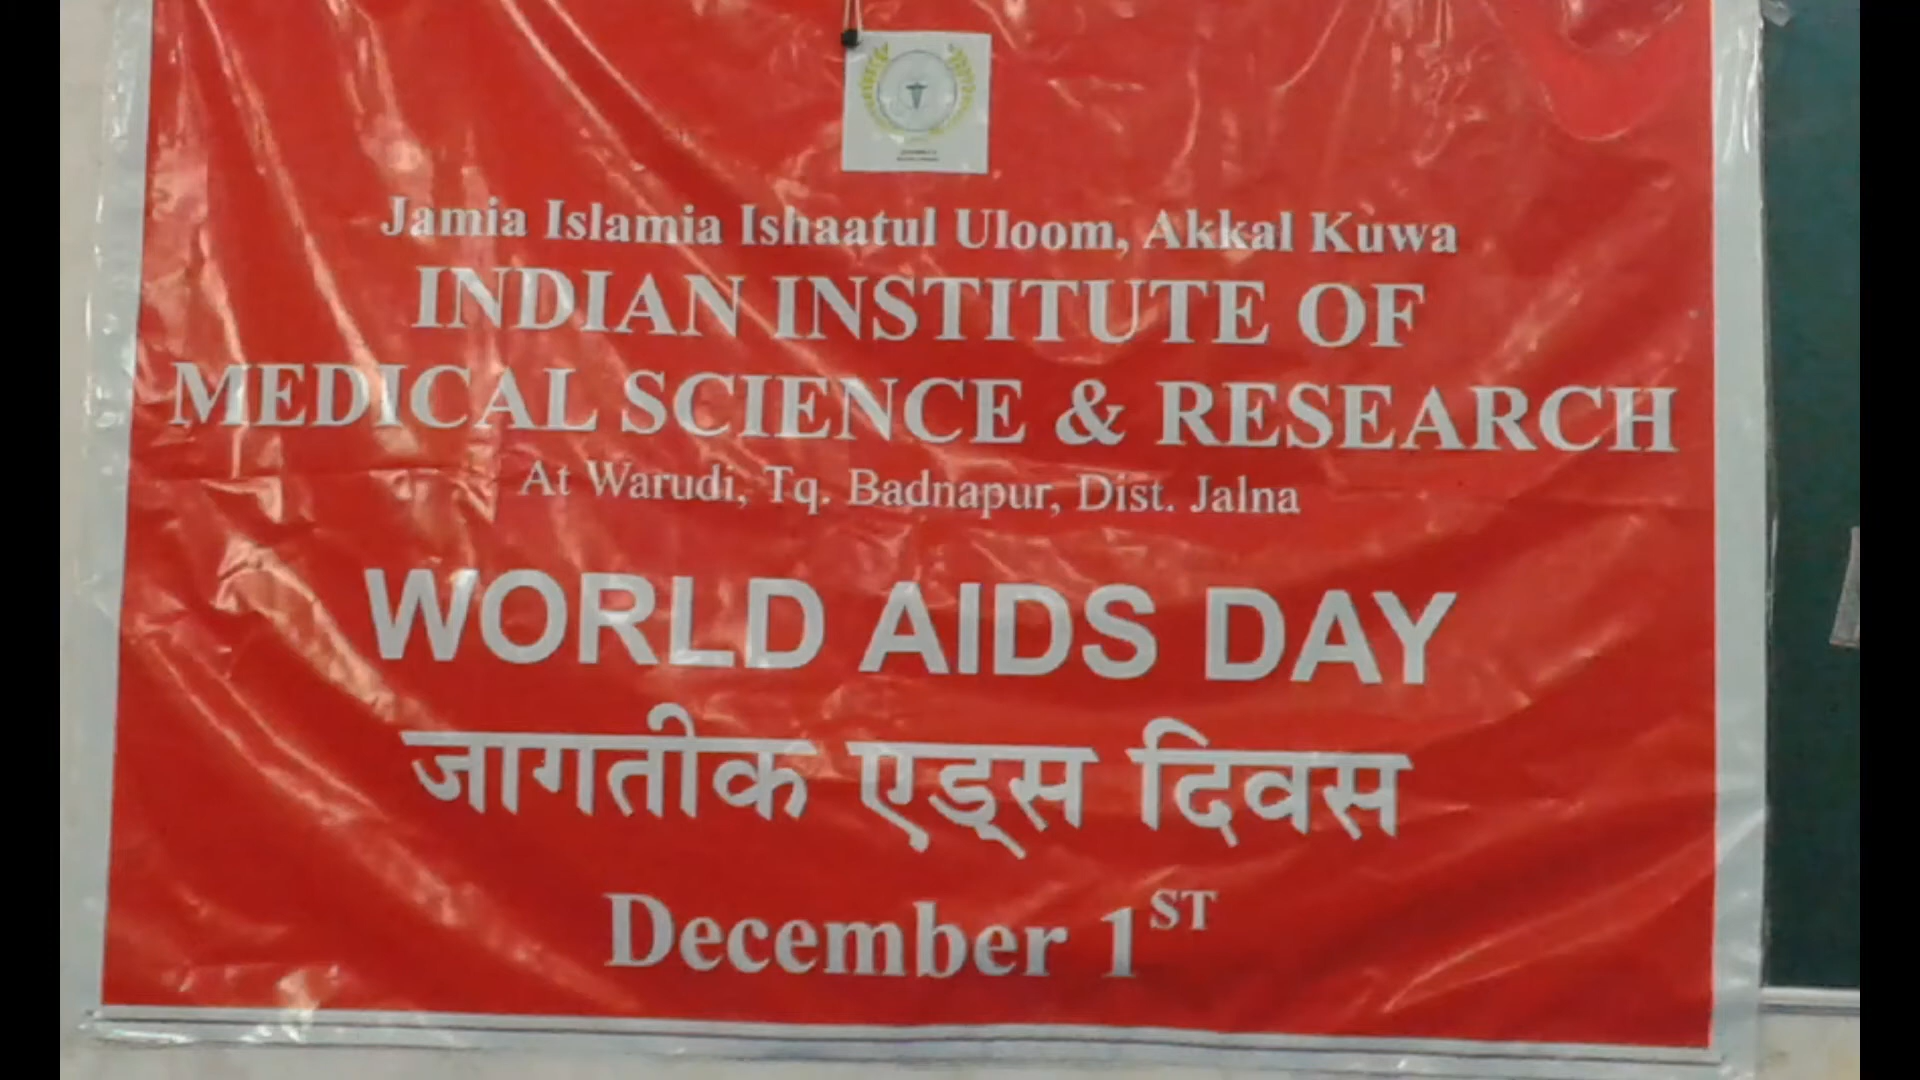 Jamia Islamia Ishaatul Uloom, Akkal Kuwa
INDIAN INSTITUTE OF
MEDICAL SCIENCE & RESEARCH
At Warudi, Tq. Badnapur, Dist. Jalna
WORLD AIDS DAY
जागतीक एड्स दिवस
December 1ST